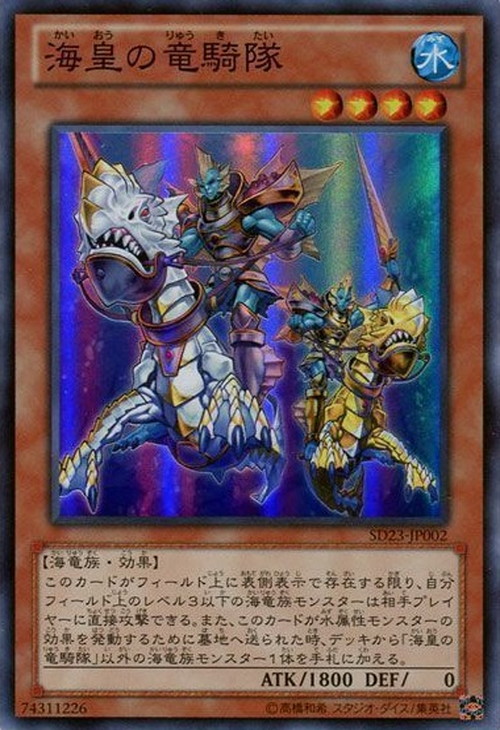 海皇の竜騎隊
水
SD23-JP002
【海竜族・効果】
このカードがフィールド上に表側表示で存在する限り、自分
フィールド上のレベル3以下の海竜族モンスターは相手プレイ
ヤーに直接攻撃できる。また、このカードが水属性モンスターの
効果を発動するために墓地へ送られた時、デッキから「海皇の
竜騎隊」以外の海竜族モンスター1体を手札に加える。
ATK/1800 DEF/ 0
74311226 ©高橋和希 スタジオ・ダイス/集英社